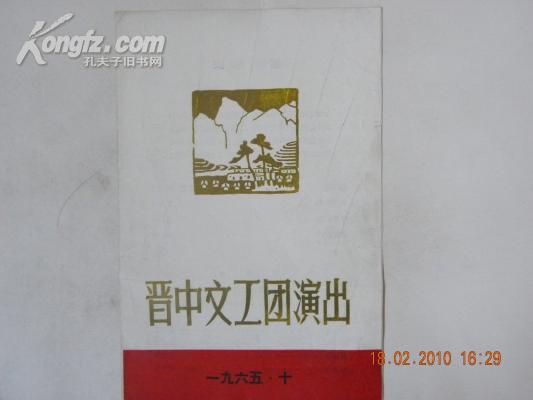 Kongfz.com
孔夫子旧书网
晋中文工团演出
一九六五·十
18.02.2010 16:29